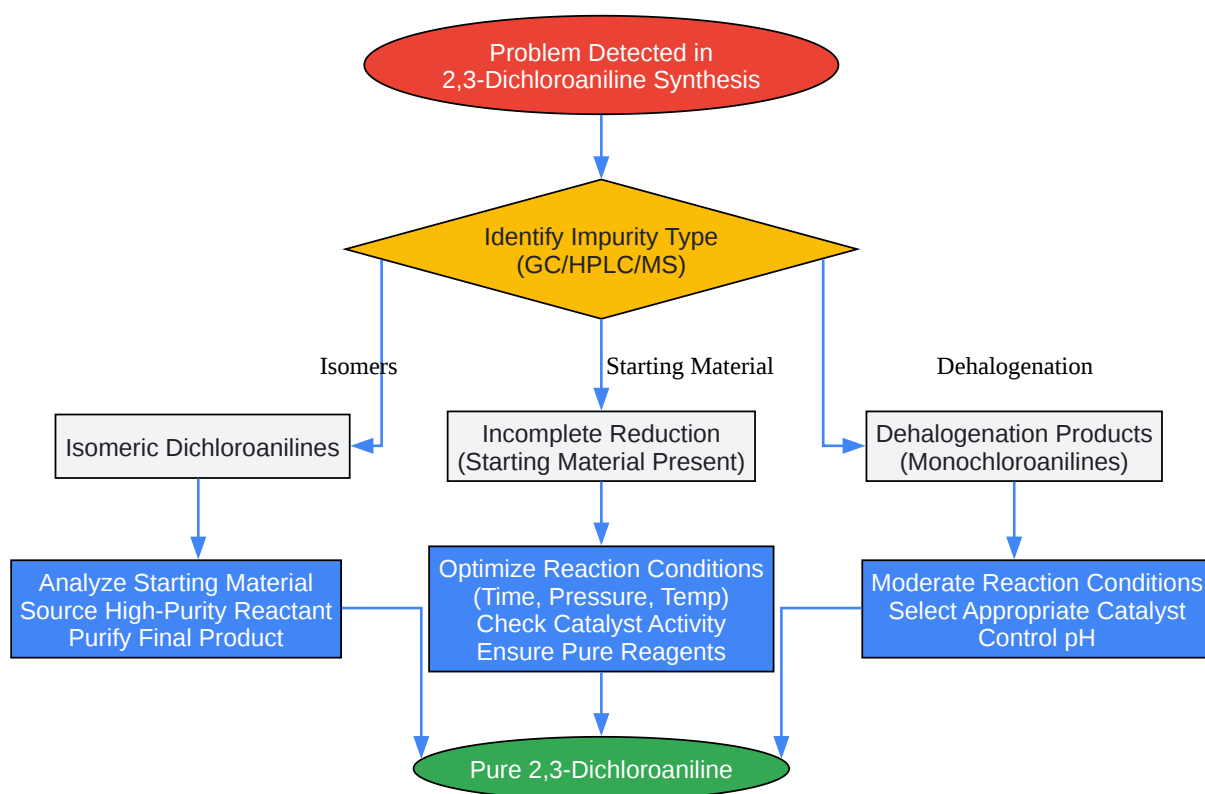 Problem Detected in
2,3-Dichloroaniline Synthesis
Identify Impurity Type
(GC/HPLC/MS)
Isomers
Starting Material
Dehalogenation
Isomeric Dichloroanilines
Incomplete Reduction
(Starting Material Present)
Dehalogenation Products
(Monochloroanilines)
Analyze Starting Material
Source High-Purity Reactant
Purify Final Product
Optimize Reaction Conditions
(Time, Pressure, Temp)
Check Catalyst Activity
Ensure Pure Reagents
Moderate Reaction Conditions
Select Appropriate Catalyst
Control pH
Pure 2,3-Dichloroaniline